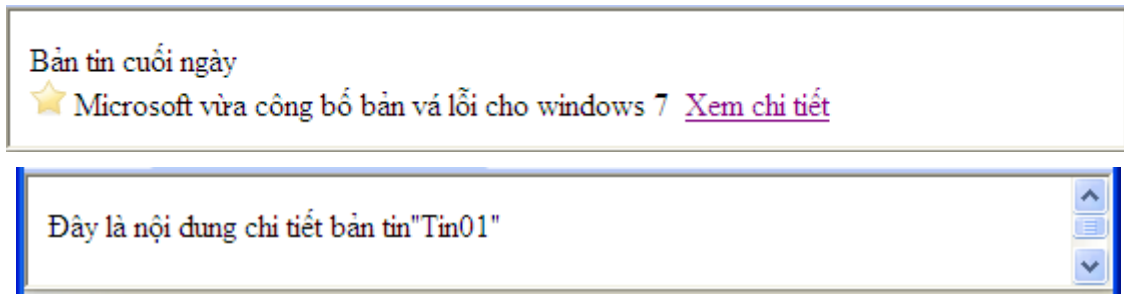 Bản tin cuối ngày
Microsoft vừa công bố bản vá lỗi cho windows 7 Xem chi tiết
Đây là nội dung chi tiết bản tin"Tin01"